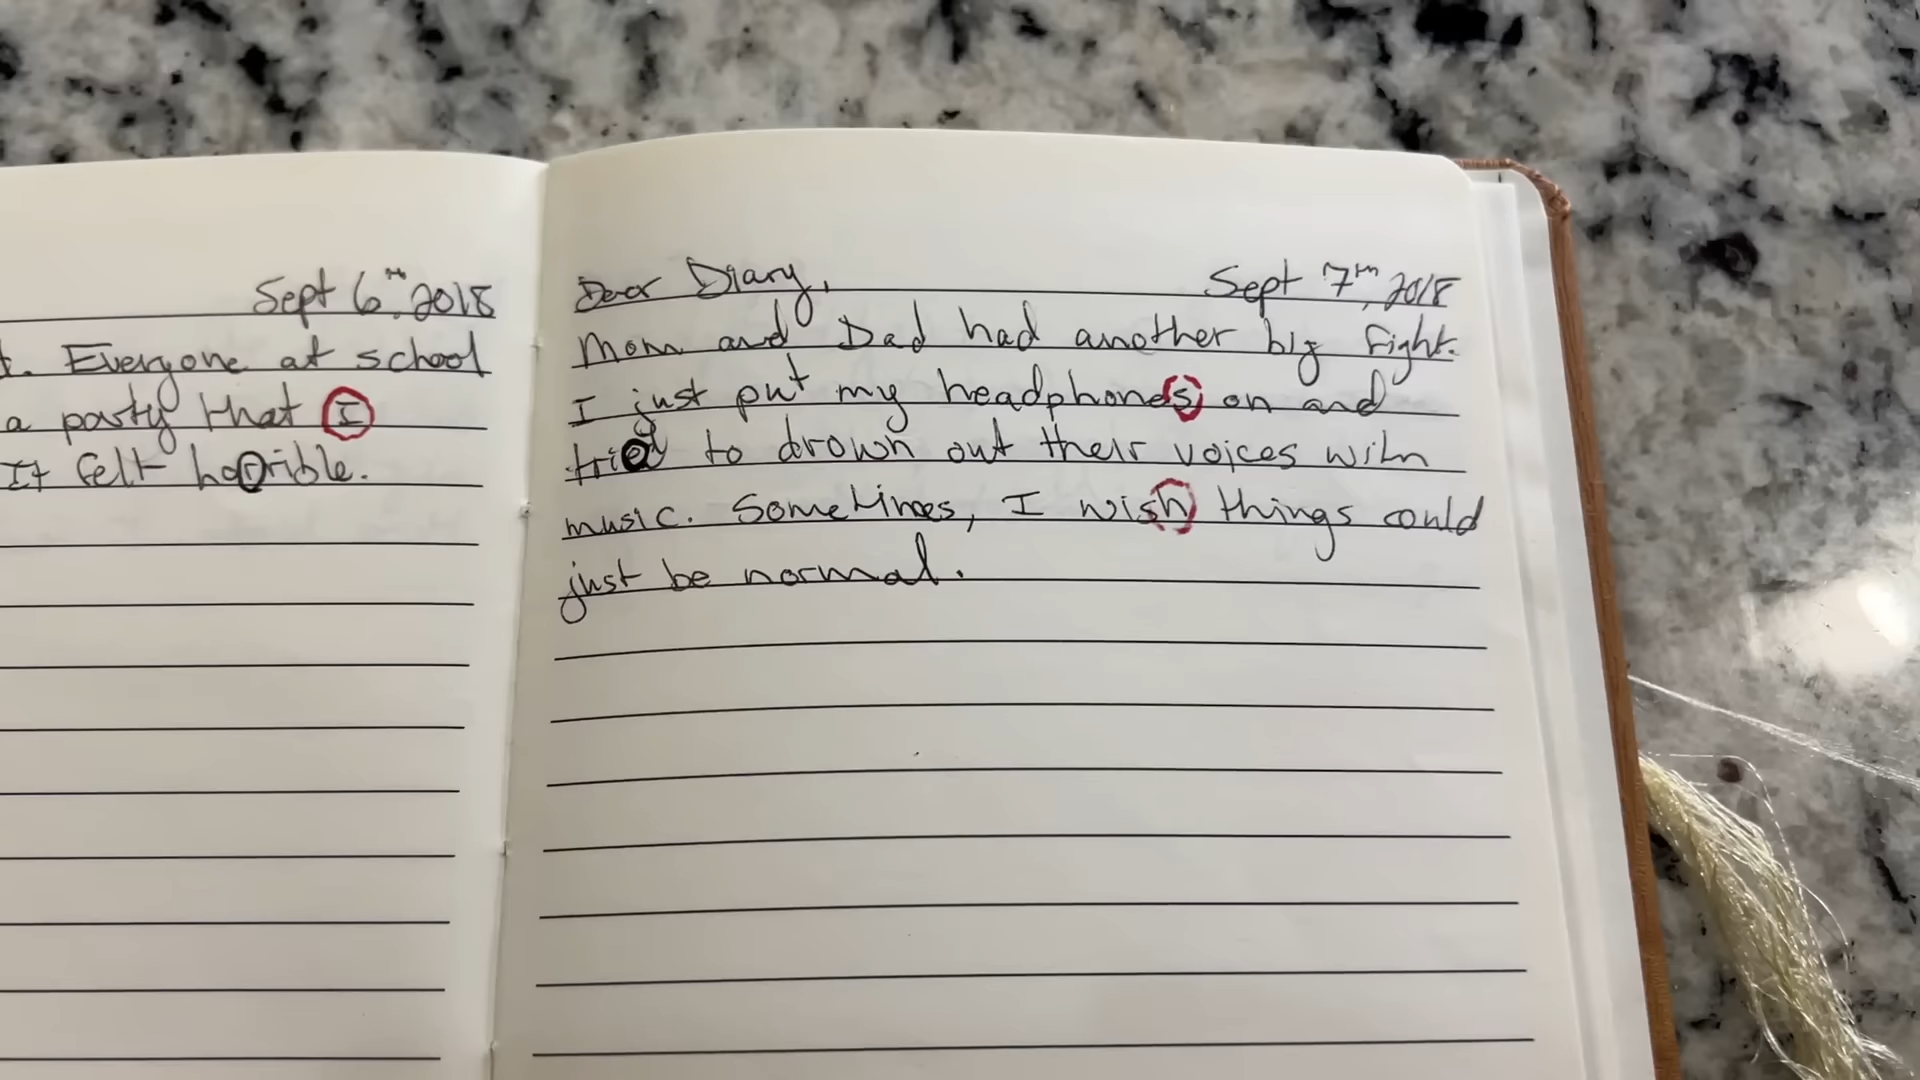 Sept 6th, 2018
t. Everyone at school
a party that I
It felt horrible.
Dear Diary, Sept 7th, 2018
Mom and Dad had another big fight.
I just put my headphones on and
tried to drown out their voices with
music. Sometimes, I wish things could
just be normal.